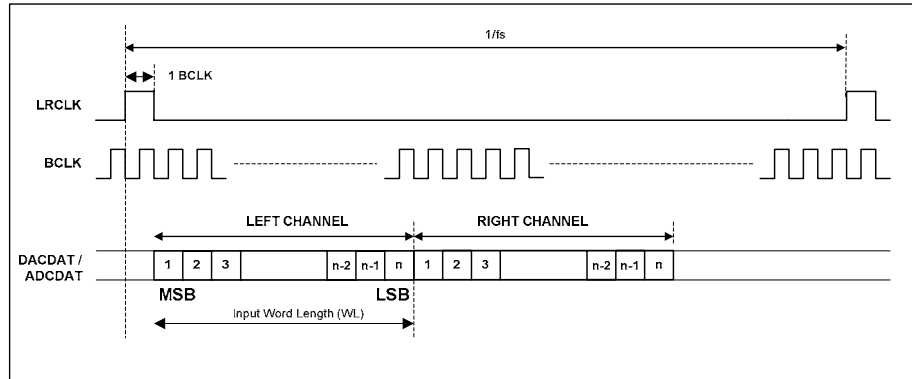 1/fs
1 BCLK
LRCLK
BCLK
LEFT CHANNEL
RIGHT CHANNEL
DACDAT /
ADCDAT
1 2 3 n-2 n-1 n 1 2 3 n-2 n-1 n
MSB LSB
Input Word Length (WL)